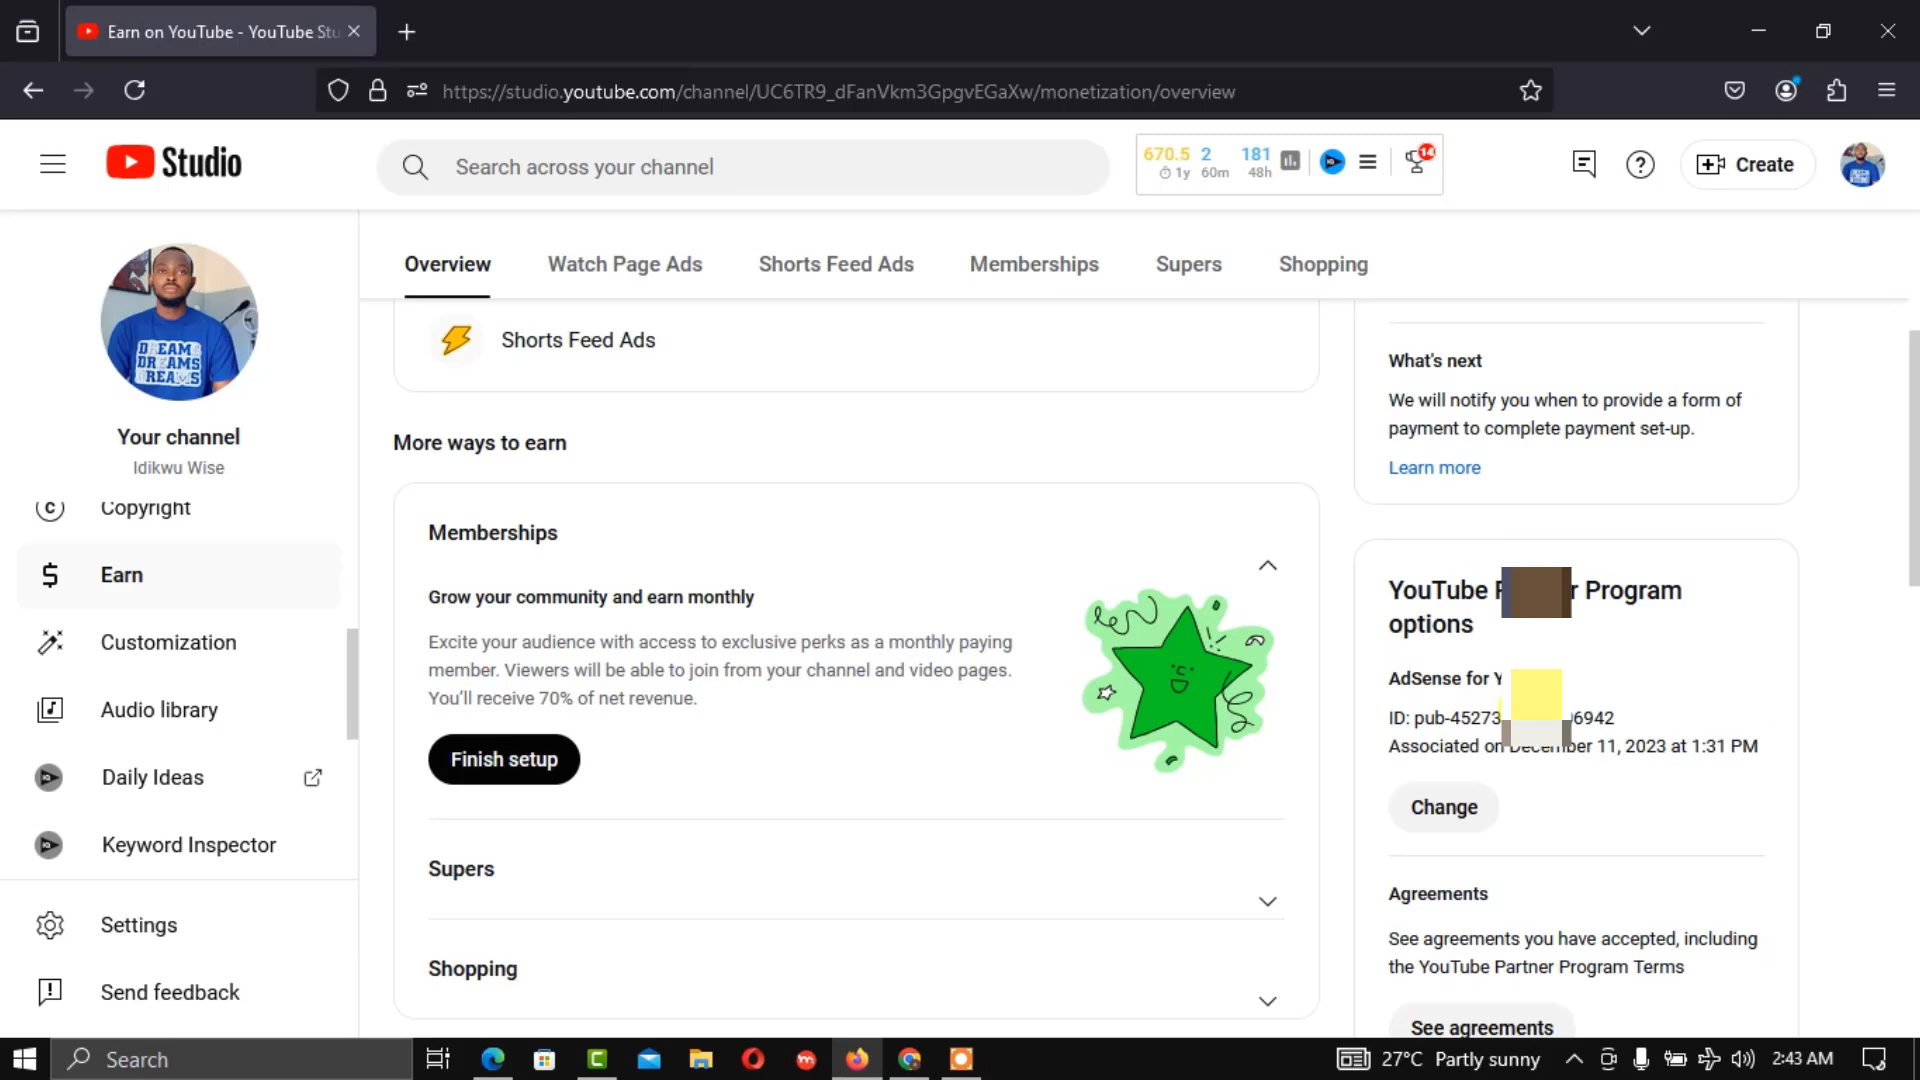 Earn on YouTube - YouTube Stu
https://studio.youtube.com/channel/UC6TR9_dFanVkm3GpgvEGaXw/monetization/overview
Studio
Search across your channel
670.5 2 181
1y 60m 48h
14
Create
DREAMS
DREAMS
Your channel
Idikwu Wise
Copyright
Earn
Customization
Audio library
Daily Ideas
Keyword Inspector
Settings
Send feedback
Overview
Watch Page Ads
Shorts Feed Ads
Memberships
Supers
Shopping
Shorts Feed Ads
More ways to earn
Memberships
Grow your community and earn monthly
Excite your audience with access to exclusive perks as a monthly paying
member. Viewers will be able to join from your channel and video pages.
You'll receive 70% of net revenue.
Finish setup
Supers
Shopping
What's next
We will notify you when to provide a form of
payment to complete payment set-up.
Learn more
YouTube P r Program
options
AdSense for Y
ID: pub-45273 6942
Associated on December 11, 2023 at 1:31 PM
Change
Agreements
See agreements you have accepted, including
the YouTube Partner Program Terms
See agreements
Search
27°C Partly sunny
2:43 AM